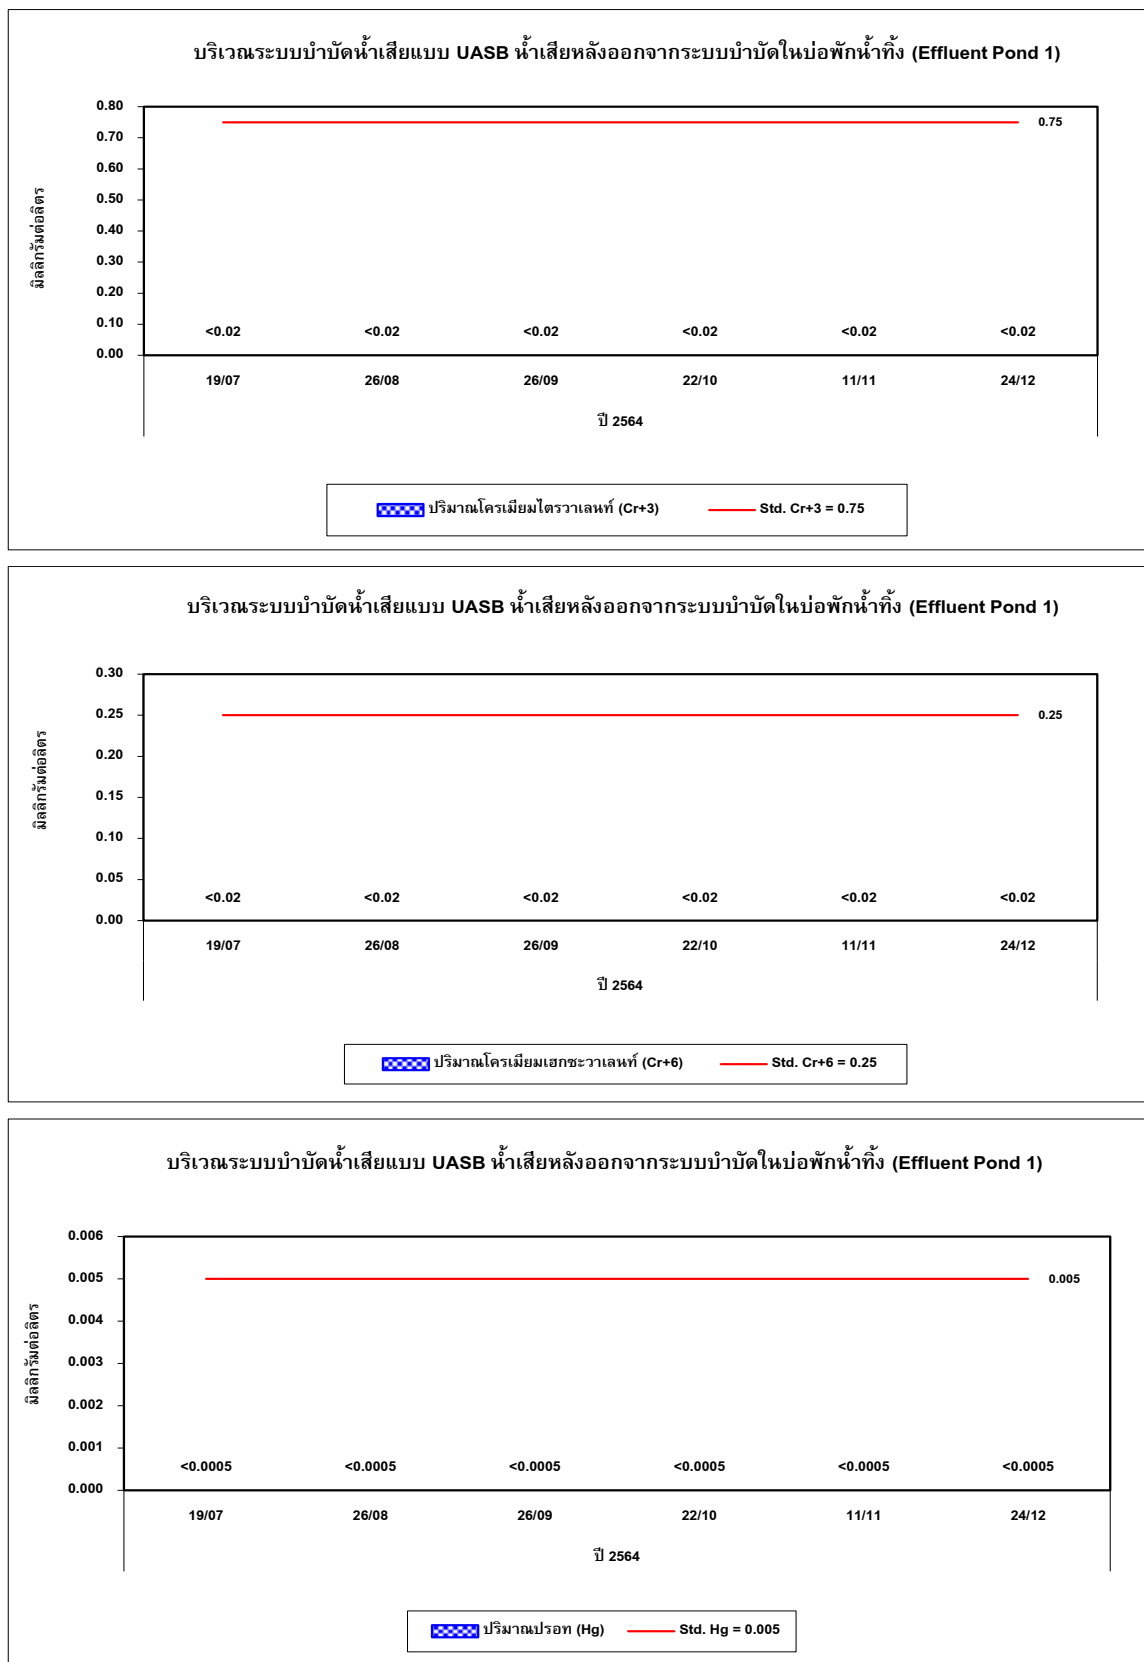 บริเวณระบบบำบัดน้ำเสียแบบ UASB น้ำเสียหลังออกจากระบบบำบัดในบ่อพักน้ำทิ้ง (Effluent Pond 1)
มิลลิกรัมต่อลิตร
0.80
0.70
0.60
0.50
0.40
0.30
0.20
0.10
0.00
0.75
<0.02 <0.02 <0.02 <0.02 <0.02 <0.02
19/07 26/08 26/09 22/10 11/11 24/12
ปี 2564
ปริมาณโครเมียมไตรวาเลนท์ (Cr+3) Std. Cr+3 = 0.75
บริเวณระบบบำบัดน้ำเสียแบบ UASB น้ำเสียหลังออกจากระบบบำบัดในบ่อพักน้ำทิ้ง (Effluent Pond 1)
มิลลิกรัมต่อลิตร
0.30
0.25
0.20
0.15
0.10
0.05
0.00
0.25
<0.02 <0.02 <0.02 <0.02 <0.02 <0.02
19/07 26/08 26/09 22/10 11/11 24/12
ปี 2564
ปริมาณโครเมียมเฮกซะวาเลนท์ (Cr+6) Std. Cr+6 = 0.25
บริเวณระบบบำบัดน้ำเสียแบบ UASB น้ำเสียหลังออกจากระบบบำบัดในบ่อพักน้ำทิ้ง (Effluent Pond 1)
มิลลิกรัมต่อลิตร
0.006
0.005
0.004
0.003
0.002
0.001
0.000
0.005
<0.0005 <0.0005 <0.0005 <0.0005 <0.0005 <0.0005
19/07 26/08 26/09 22/10 11/11 24/12
ปี 2564
ปริมาณปรอท (Hg) Std. Hg = 0.005